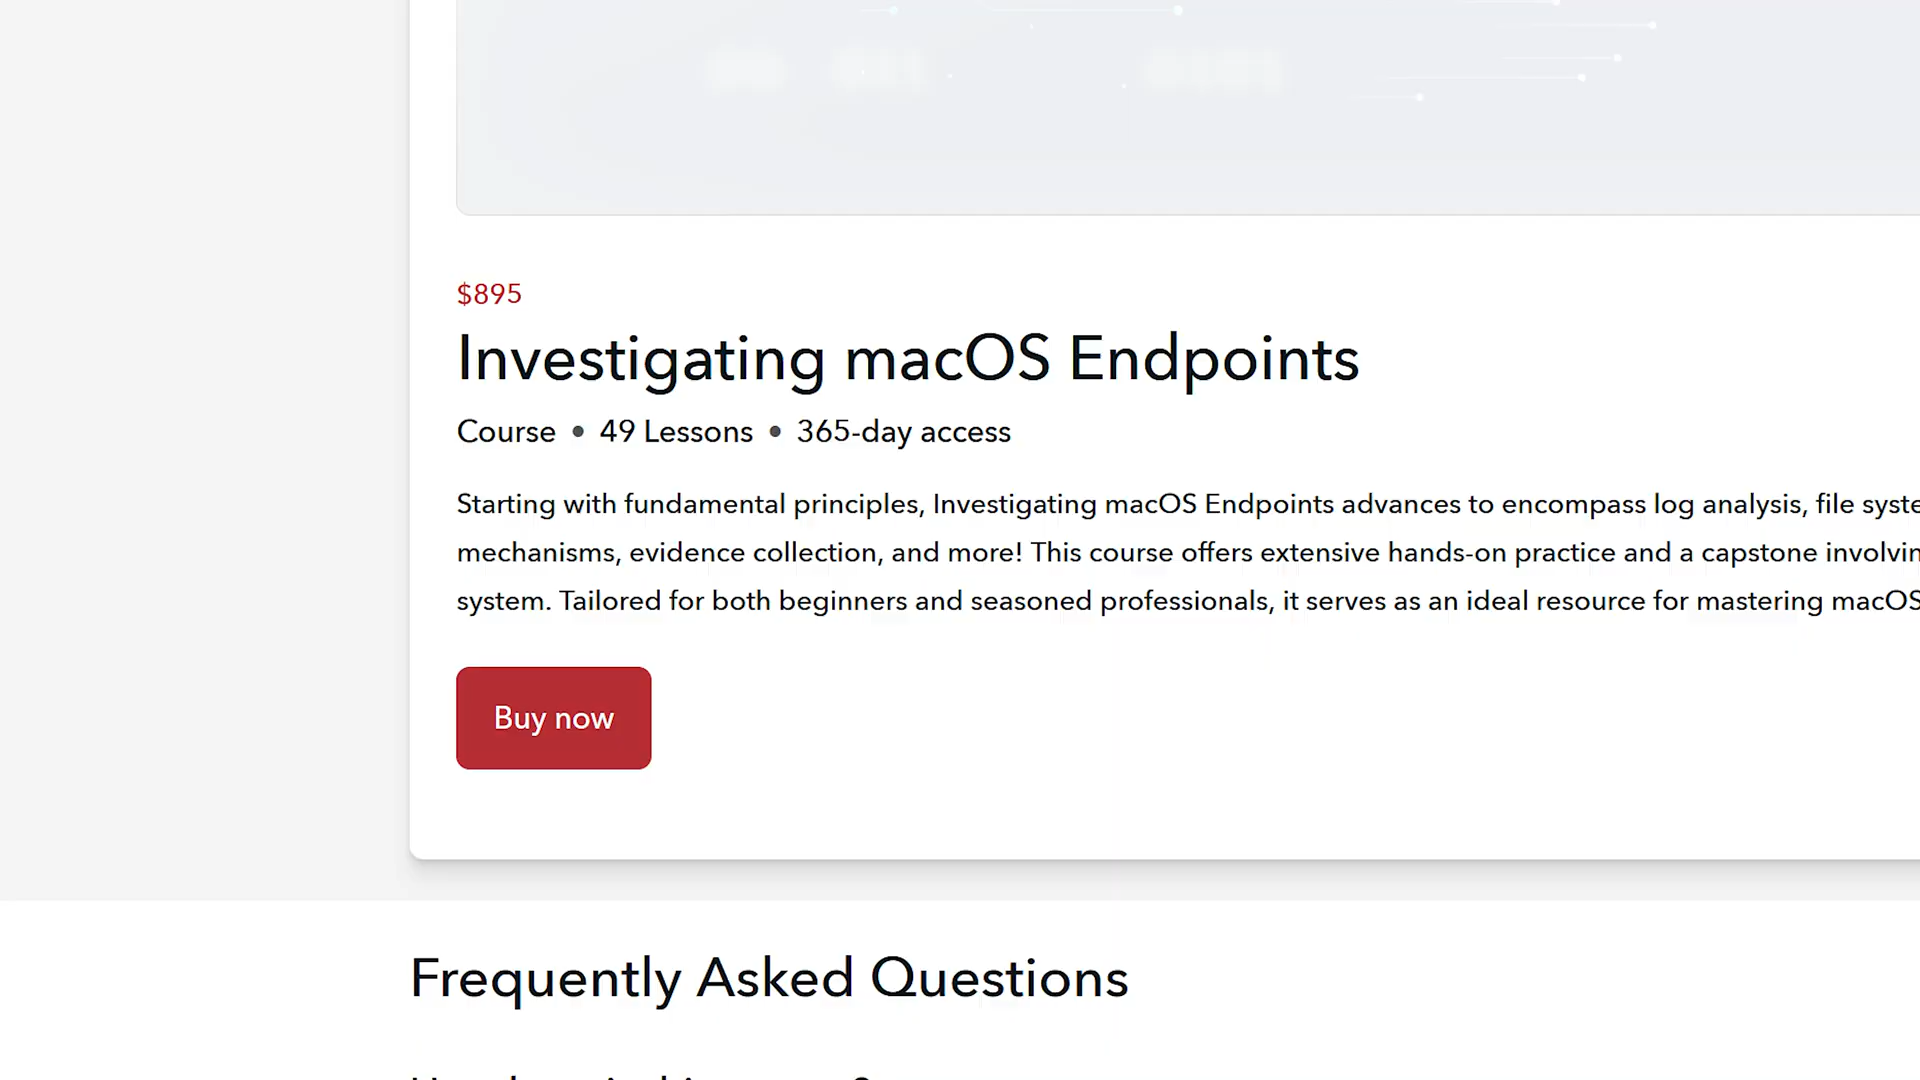 $895
Investigating macOS Endpoints
Course • 49 Lessons • 365-day access
Starting with fundamental principles, Investigating macOS Endpoints advances to encompass log analysis, file syste
mechanisms, evidence collection, and more! This course offers extensive hands-on practice and a capstone involvin
system. Tailored for both beginners and seasoned professionals, it serves as an ideal resource for mastering macOS
Buy now
Frequently Asked Questions